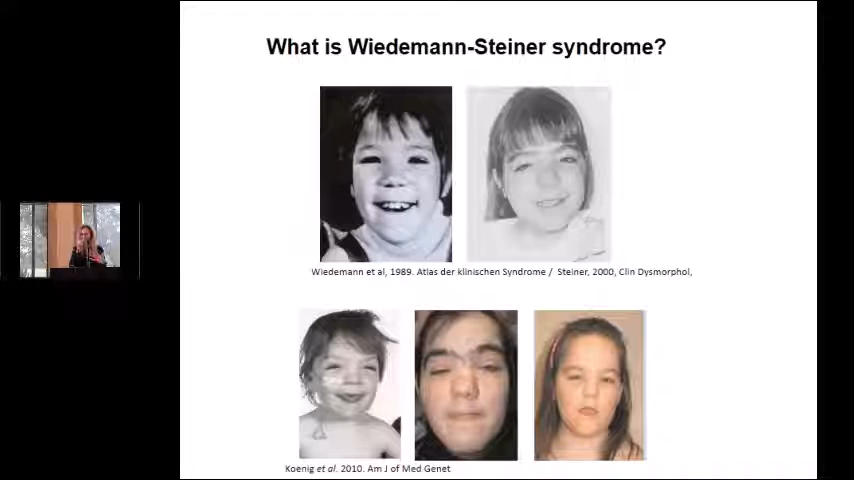 What is Wiedemann-Steiner syndrome?
Wiedemann et al, 1989. Atlas der klinischen Syndrome / Steiner, 2000, Clin Dysmorphol,
Koenig et al. 2010. Am J of Med Genet